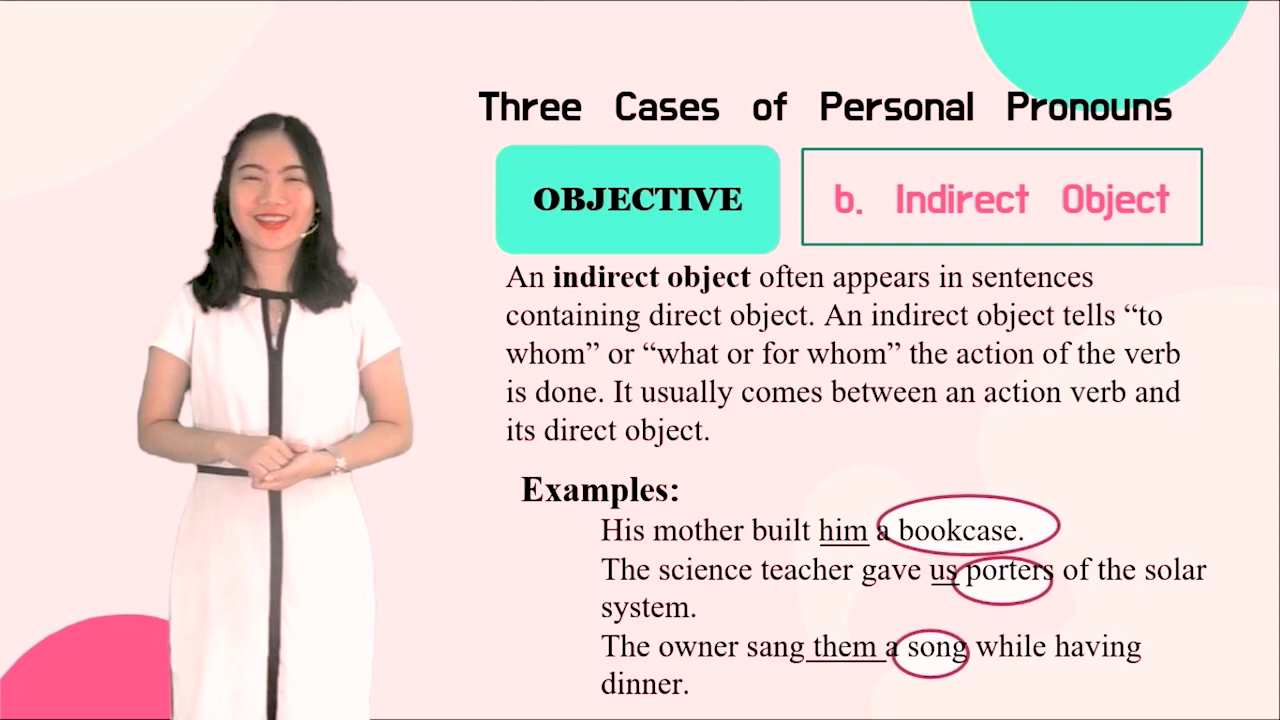 Three Cases of Personal Pronouns
OBJECTIVE
b. Indirect Object
An indirect object often appears in sentences
containing direct object. An indirect object tells “to
whom” or “what or for whom” the action of the verb
is done. It usually comes between an action verb and
its direct object.
Examples:
His mother built him a bookcase.
The science teacher gave us porters of the solar
system.
The owner sang them a song while having
dinner.